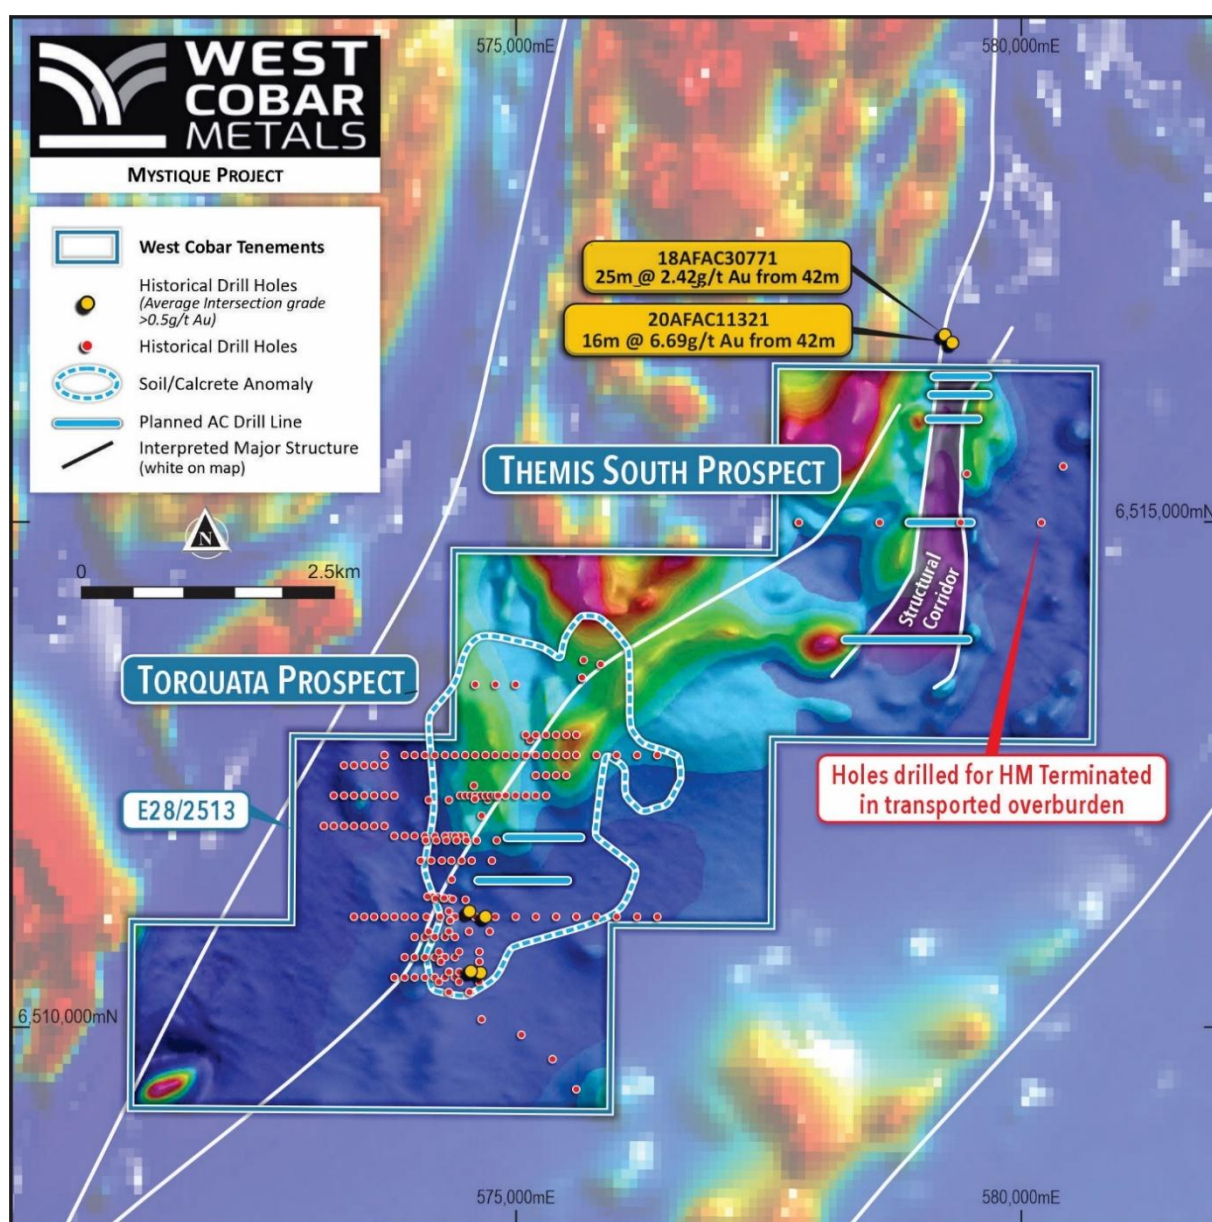 575,000mE
580,000mE
WEST
COBAR
METALS
MYSTIQUE PROJECT
West Cobar Tenements
Historical Drill Holes
(Average Intersection grade
>0.5g/t Au)
Historical Drill Holes
Soil/Calcrete Anomaly
Planned AC Drill Line
Interpreted Major Structure
(white on map)
18AFAC30771
25m @ 2.42g/t Au from 42m
20AFAC11321
16m @ 6.69g/t Au from 42m
THEMIS SOUTH PROSPECT
6,515,000mN
N
0 2.5km
Structural
Corridor
TORQUATA PROSPECT
E28/2513
Holes drilled for HM Terminated
in transported overburden
6,510,000mN
575,000mE
580,000mE